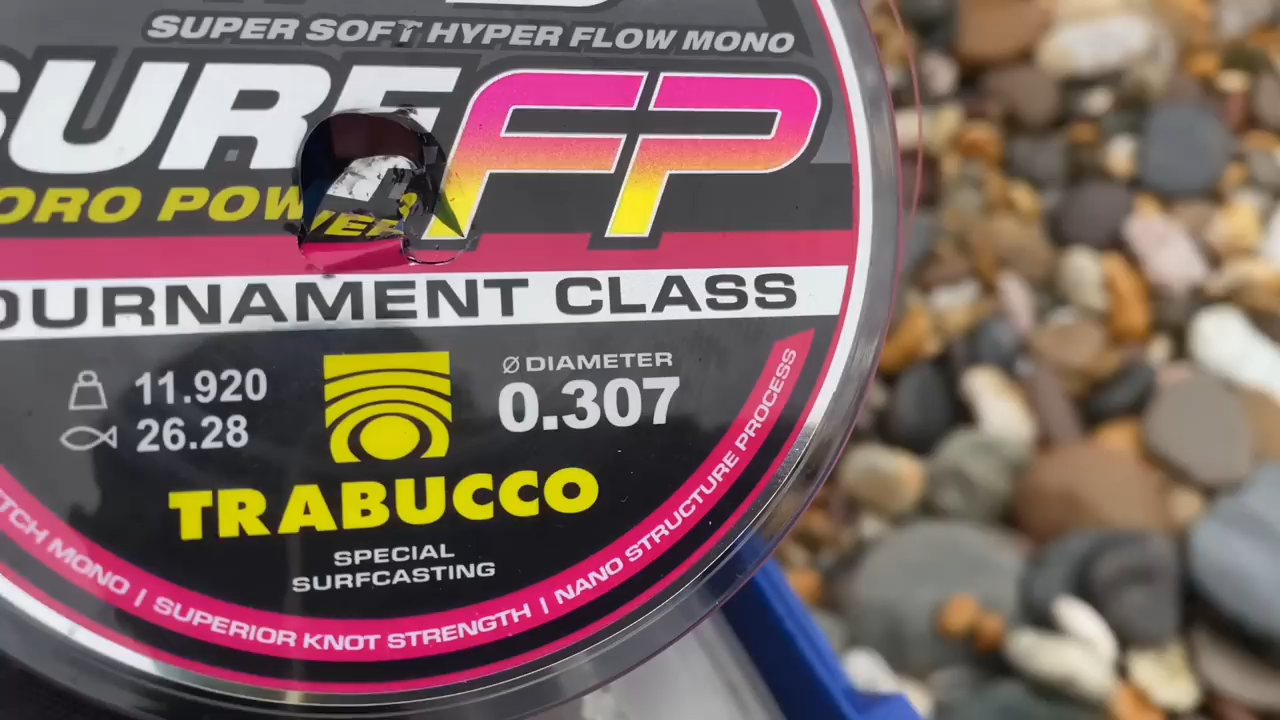 SUPER SOFT HYPER FLOW MONO
SURF FP
ORO POWER
OURNAMENT CLASS
11.920
26.28
Ø DIAMETER
0.307
TRABUCCO
SPECIAL
SURFCASTING
TCH MONO | SUPERIOR KNOT STRENGTH | NANO STRUCTURE PROCESS